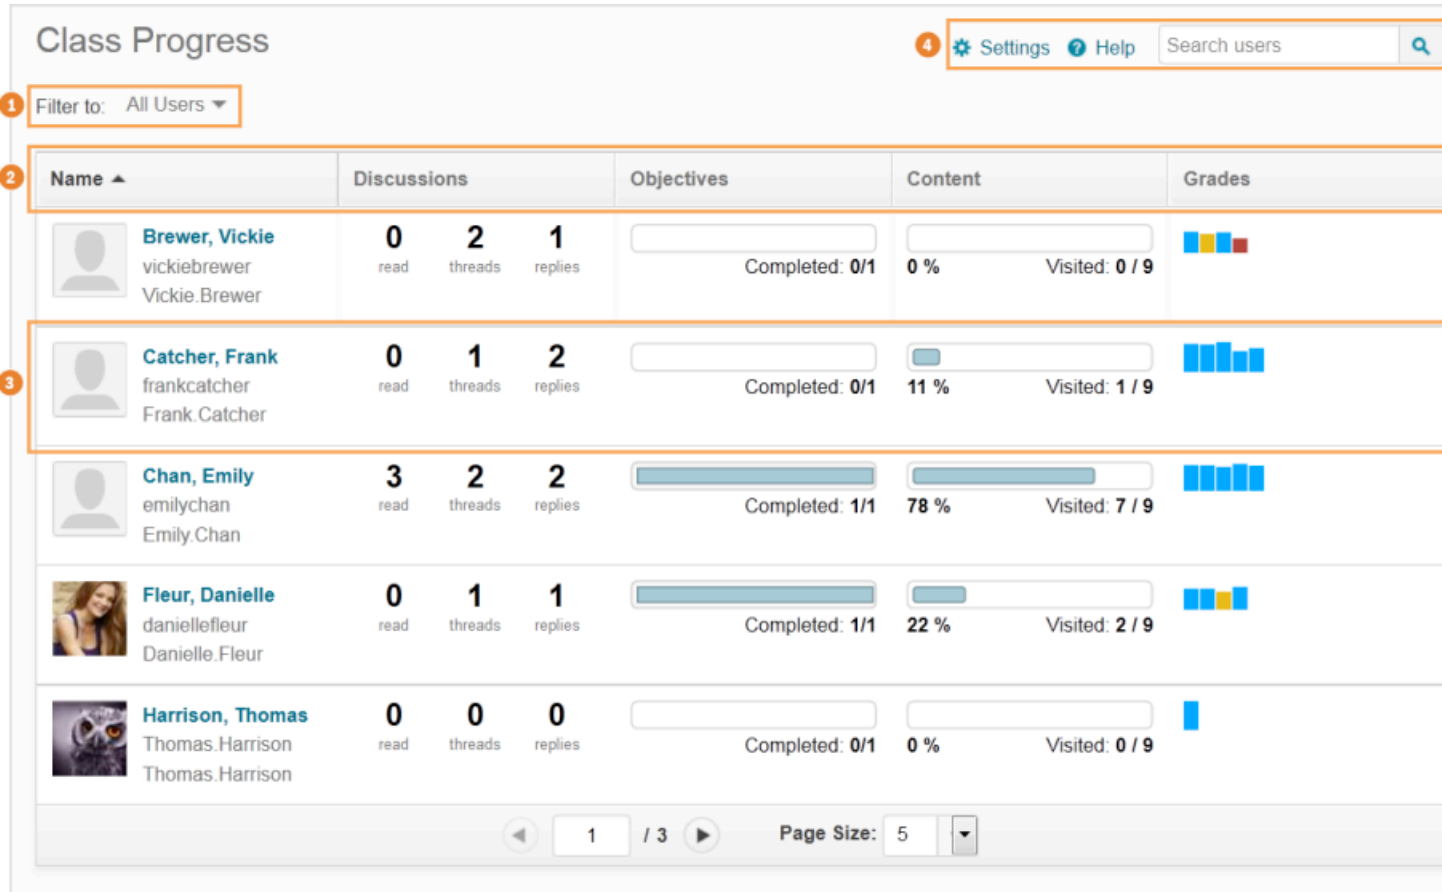 Class Progress
4 Settings Help Search users
1 Filter to: All Users
2 Name Discussions Objectives Content Grades
Brewer, Vickie 0 2 1
vickiebrewer read threads replies Completed: 0/1 0 % Visited: 0 / 9
Vickie.Brewer
Catcher, Frank 0 1 2
3 frankcatcher read threads replies Completed: 0/1 11 % Visited: 1 / 9
Frank.Catcher
Chan, Emily 3 2 2
emilychan read threads replies Completed: 1/1 78 % Visited: 7 / 9
Emily.Chan
Fleur, Danielle 0 1 1
daniellefleur read threads replies Completed: 1/1 22 % Visited: 2 / 9
Danielle.Fleur
Harrison, Thomas 0 0 0
Thomas.Harrison read threads replies Completed: 0/1 0 % Visited: 0 / 9
Thomas.Harrison
1 / 3 Page Size: 5